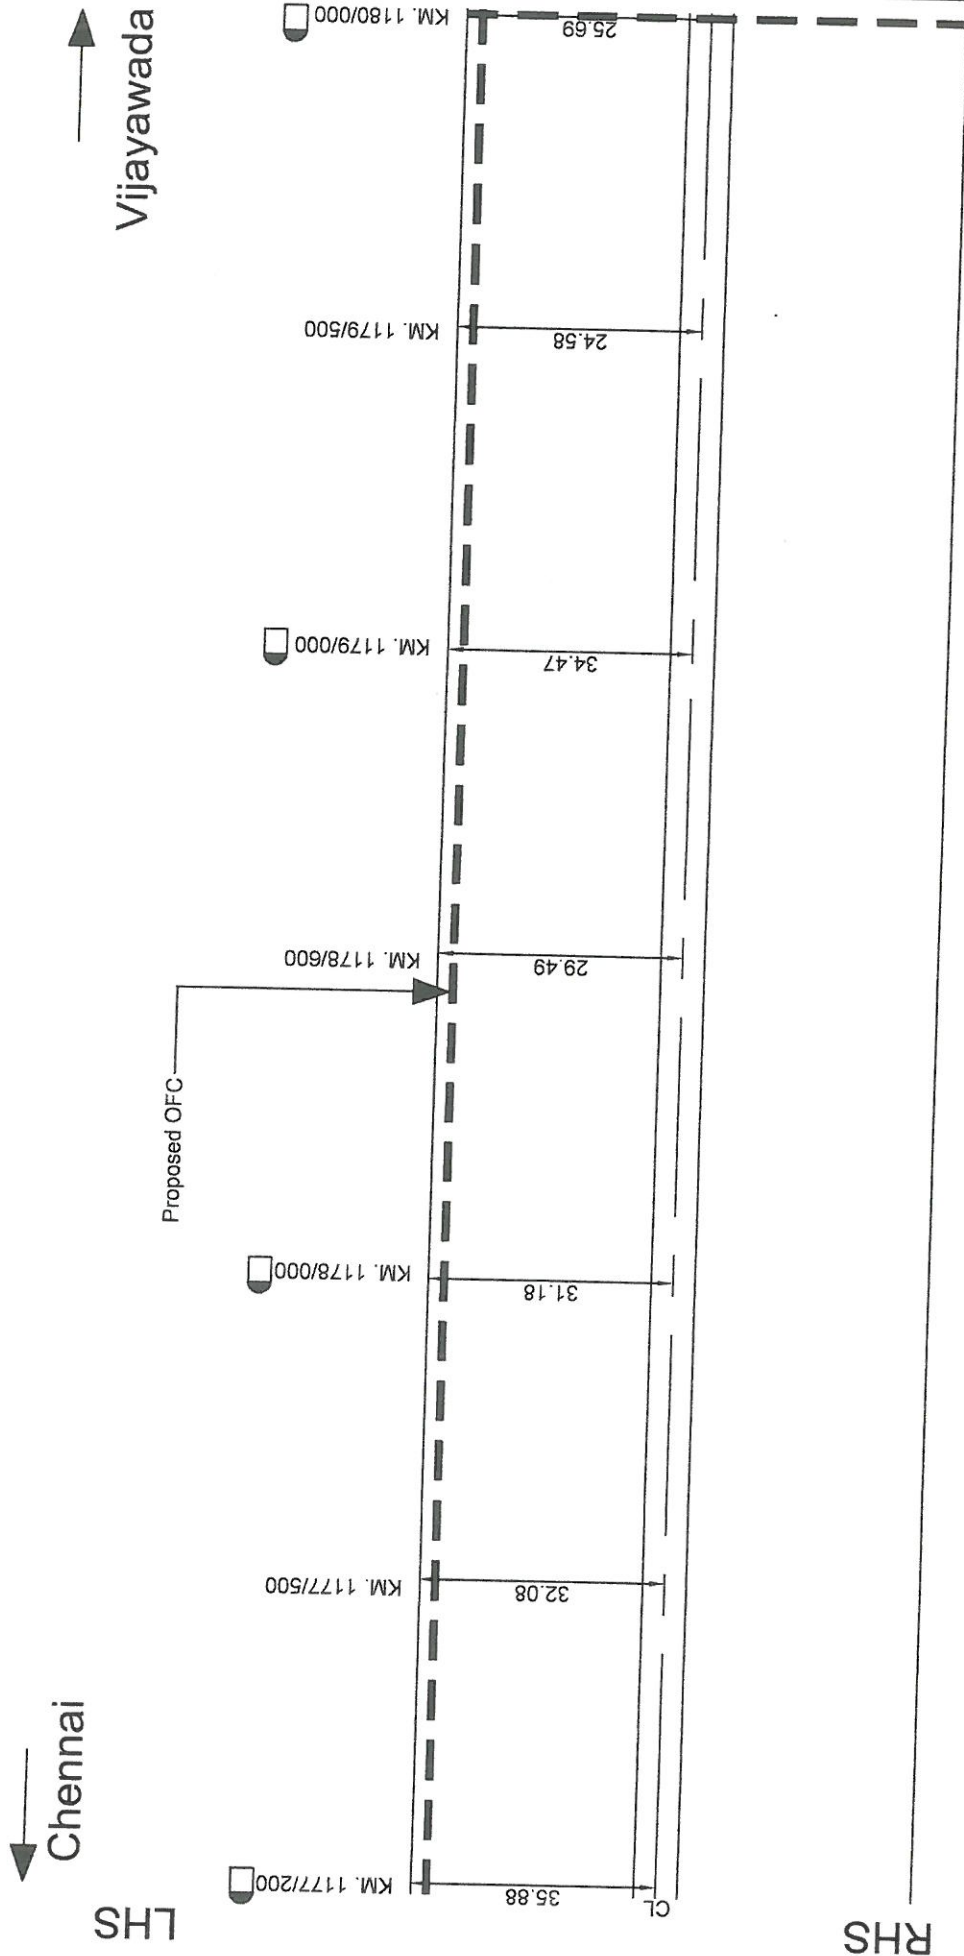 Vijayawada
Chennai
LHS
RHS
Proposed OFC
KM. 1180/000
25.69
KM. 1179/500
24.58
KM. 1179/000
34.47
KM. 1178/600
29.49
KM. 1178/000
31.18
KM. 1177/500
32.08
KM. 1177/200
35.88
CL